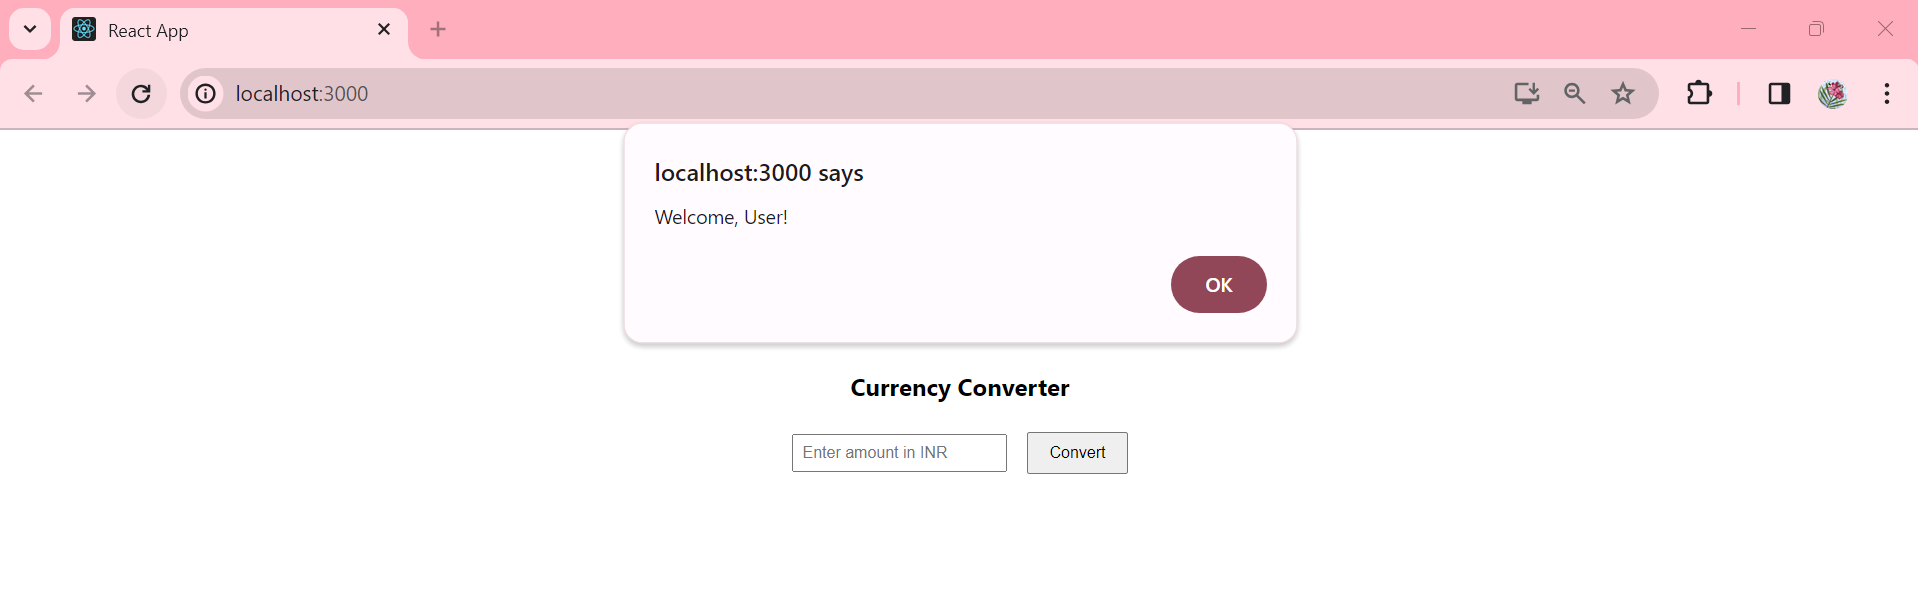 React App
localhost:3000
localhost:3000 says
Welcome, User!
OK
Currency Converter
Enter amount in INR
Convert